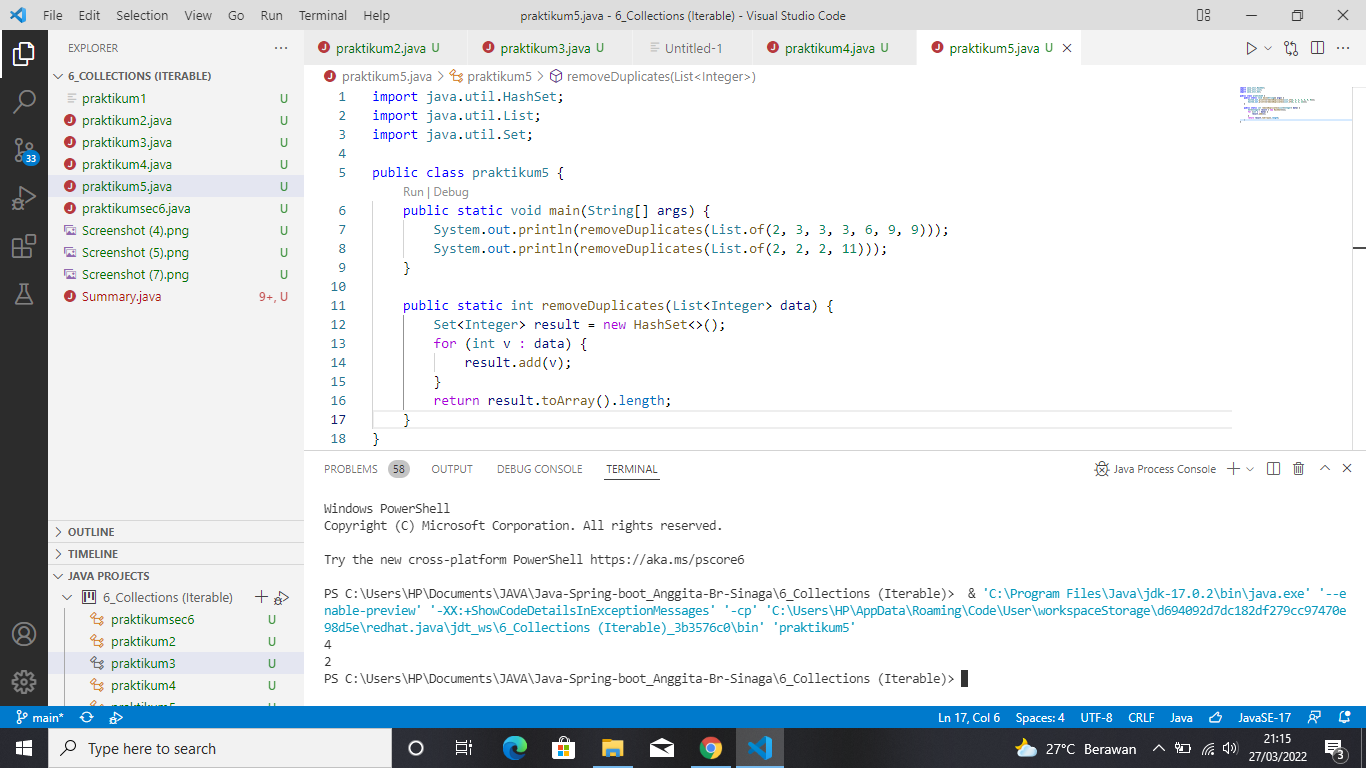 File Edit Selection View Go Run Terminal Help praktikum5.java - 6_Collections (Iterable) - Visual Studio Code
EXPLORER
6_COLLECTIONS (ITERABLE)
praktikum1 U
praktikum2.java U
praktikum3.java U
praktikum4.java U
praktikum5.java U
praktikumsec6.java U
Screenshot (4).png U
Screenshot (5).png U
Screenshot (7).png U
Summary.java 9+, U
33
OUTLINE
TIMELINE
JAVA PROJECTS
6_Collections (Iterable)
praktikumsec6 U
praktikum2 U
praktikum3 U
praktikum4 U
praktikum2.java U praktikum3.java U Untitled-1 praktikum4.java U praktikum5.java U
praktikum5.java > praktikum5 > removeDuplicates(List<Integer>)
1 import java.util.HashSet;
2 import java.util.List;
3 import java.util.Set;
4
5 public class praktikum5 {
Run | Debug
6 public static void main(String[] args) {
7 System.out.println(removeDuplicates(List.of(2, 3, 3, 3, 6, 9, 9)));
8 System.out.println(removeDuplicates(List.of(2, 2, 2, 11)));
9 }
10
11 public static int removeDuplicates(List<Integer> data) {
12 Set<Integer> result = new HashSet<>();
13 for (int v : data) {
14 result.add(v);
15 }
16 return result.toArray().length;
17 }
18 }
PROBLEMS 58 OUTPUT DEBUG CONSOLE TERMINAL Java Process Console
Windows PowerShell
Copyright (C) Microsoft Corporation. All rights reserved.
Try the new cross-platform PowerShell https://aka.ms/pscore6
PS C:\Users\HP\Documents\JAVA\Java-Spring-boot_Anggita-Br-Sinaga\6_Collections (Iterable)> & 'C:\Program Files\Java\jdk-17.0.2\bin\java.exe' '--e
nable-preview' '-XX:+ShowCodeDetailsInExceptionMessages' '-cp' 'C:\Users\HP\AppData\Roaming\Code\User\workspaceStorage\d694092d7dc182df279cc97470e
98d5e\redhat.java\jdt_ws\6_Collections (Iterable)_3b3576c0\bin' 'praktikum5'
4
2
PS C:\Users\HP\Documents\JAVA\Java-Spring-boot_Anggita-Br-Sinaga\6_Collections (Iterable)>
main* Ln 17, Col 6 Spaces: 4 UTF-8 CRLF Java JavaSE-17
Type here to search 27°C Berawan 21:15
27/03/2022 3